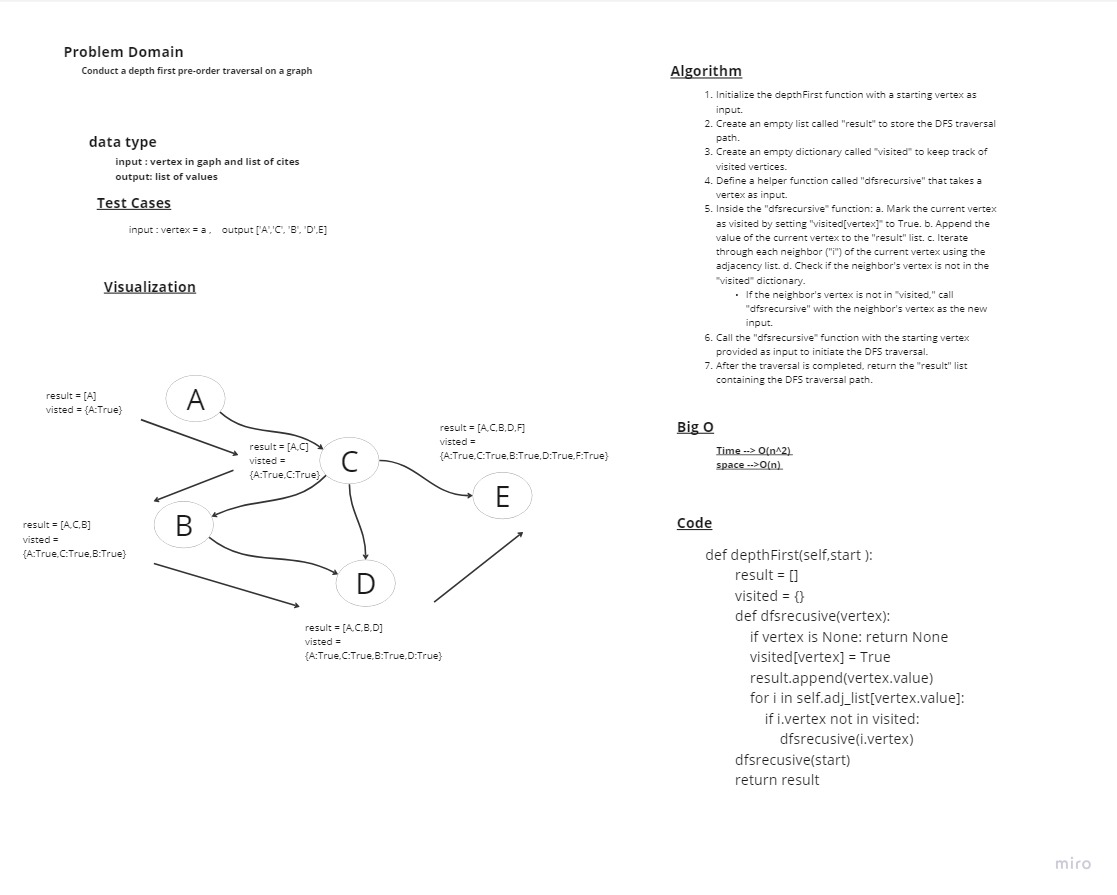 Problem Domain
Conduct a depth first pre-order traversal on a graph
data type
input : vertex in gaph and list of cites
output: list of values
Test Cases
input : vertex = a ,   output ['A','C', 'B', 'D',E]
Visualization
A
result = [A]
visted = {A:True}
result = [A,C]
visted =
{A:True,C:True}
C
result = [A,C,B,D,F]
visted =
{A:True,C:True,B:True,D:True,F:True}
E
B
result = [A,C,B]
visted =
{A:True,C:True,B:True}
D
result = [A,C,B,D]
visted =
{A:True,C:True,B:True,D:True}
Algorithm
1. Initialize the depthFirst function with a starting vertex as
input.
2. Create an empty list called "result" to store the DFS traversal
path.
3. Create an empty dictionary called "visited" to keep track of
visited vertices.
4. Define a helper function called "dfsrecursive" that takes a
vertex as input.
5. Inside the "dfsrecursive" function: a. Mark the current vertex
as visited by setting "visited[vertex]" to True. b. Append the
value of the current vertex to the "result" list. c. Iterate
through each neighbor ("i") of the current vertex using the
adjacency list. d. Check if the neighbor's vertex is not in the
"visited" dictionary.
• If the neighbor's vertex is not in "visited," call
"dfsrecursive" with the neighbor's vertex as the new
input.
6. Call the "dfsrecursive" function with the starting vertex
provided as input to initiate the DFS traversal.
7. After the traversal is completed, return the "result" list
containing the DFS traversal path.
Big O
Time --> O(n^2)
space -->O(n)
Code
def depthFirst(self,start ):
result = []
visited = {}
def dfsrecusive(vertex):
if vertex is None: return None
visited[vertex] = True
result.append(vertex.value)
for i in self.adj_list[vertex.value]:
if i.vertex not in visited:
dfsrecusive(i.vertex)
dfsrecusive(start)
return result
miro